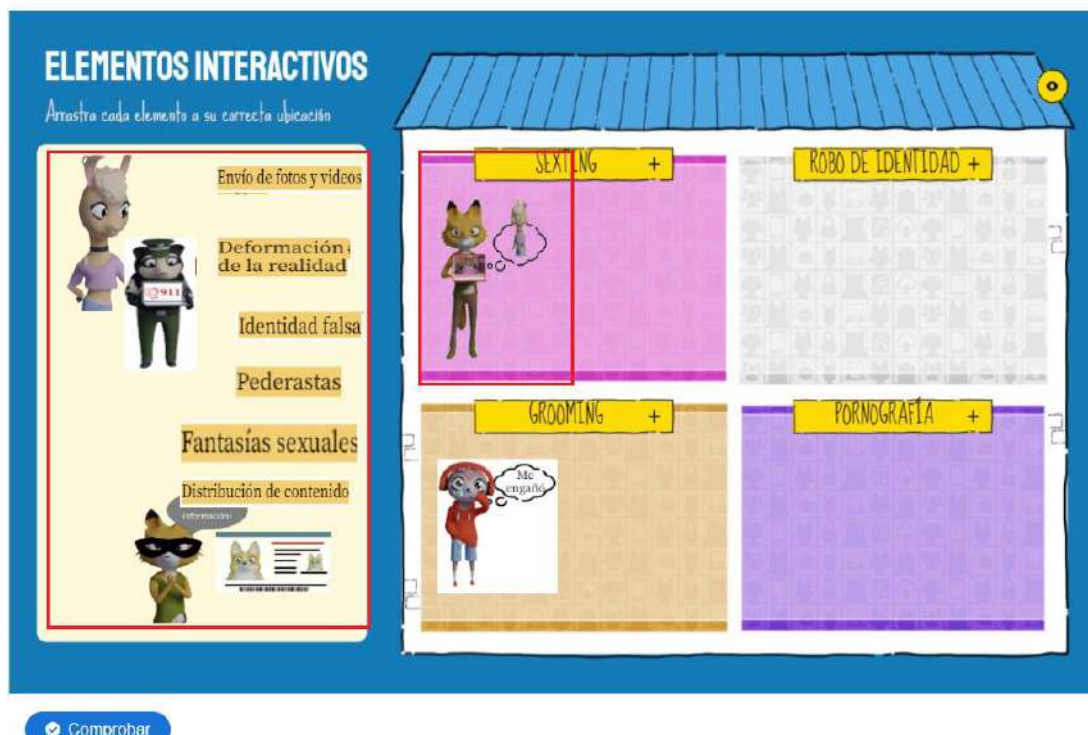 ELEMENTOS INTERACTIVOS
Arrastra cada elemento a su correcta ubicación
Envío de fotos y videos
Deformación
de la realidad
911
Identidad falsa
Pederastas
Fantasías sexuales
Distribución de contenido
información
SEXTING +
ROBO DE IDENTIDAD +
GROOMING +
Me
engañó
PORNOGRAFÍA +
Comprobar